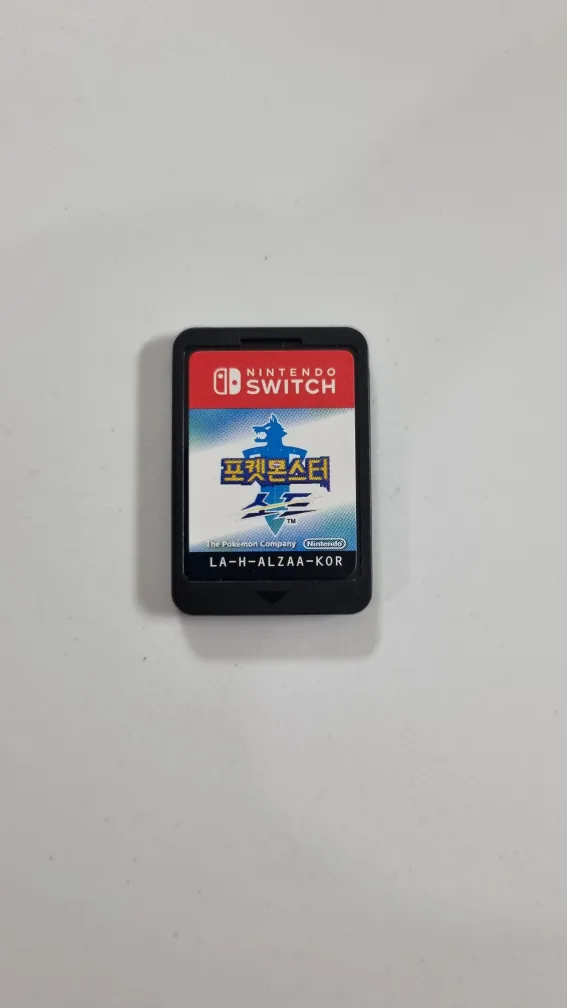 NINTENDO
SWITCH
포켓몬스터
소드
TM
The Pokémon Company Nintendo
LA-H-ALZAA-KOR